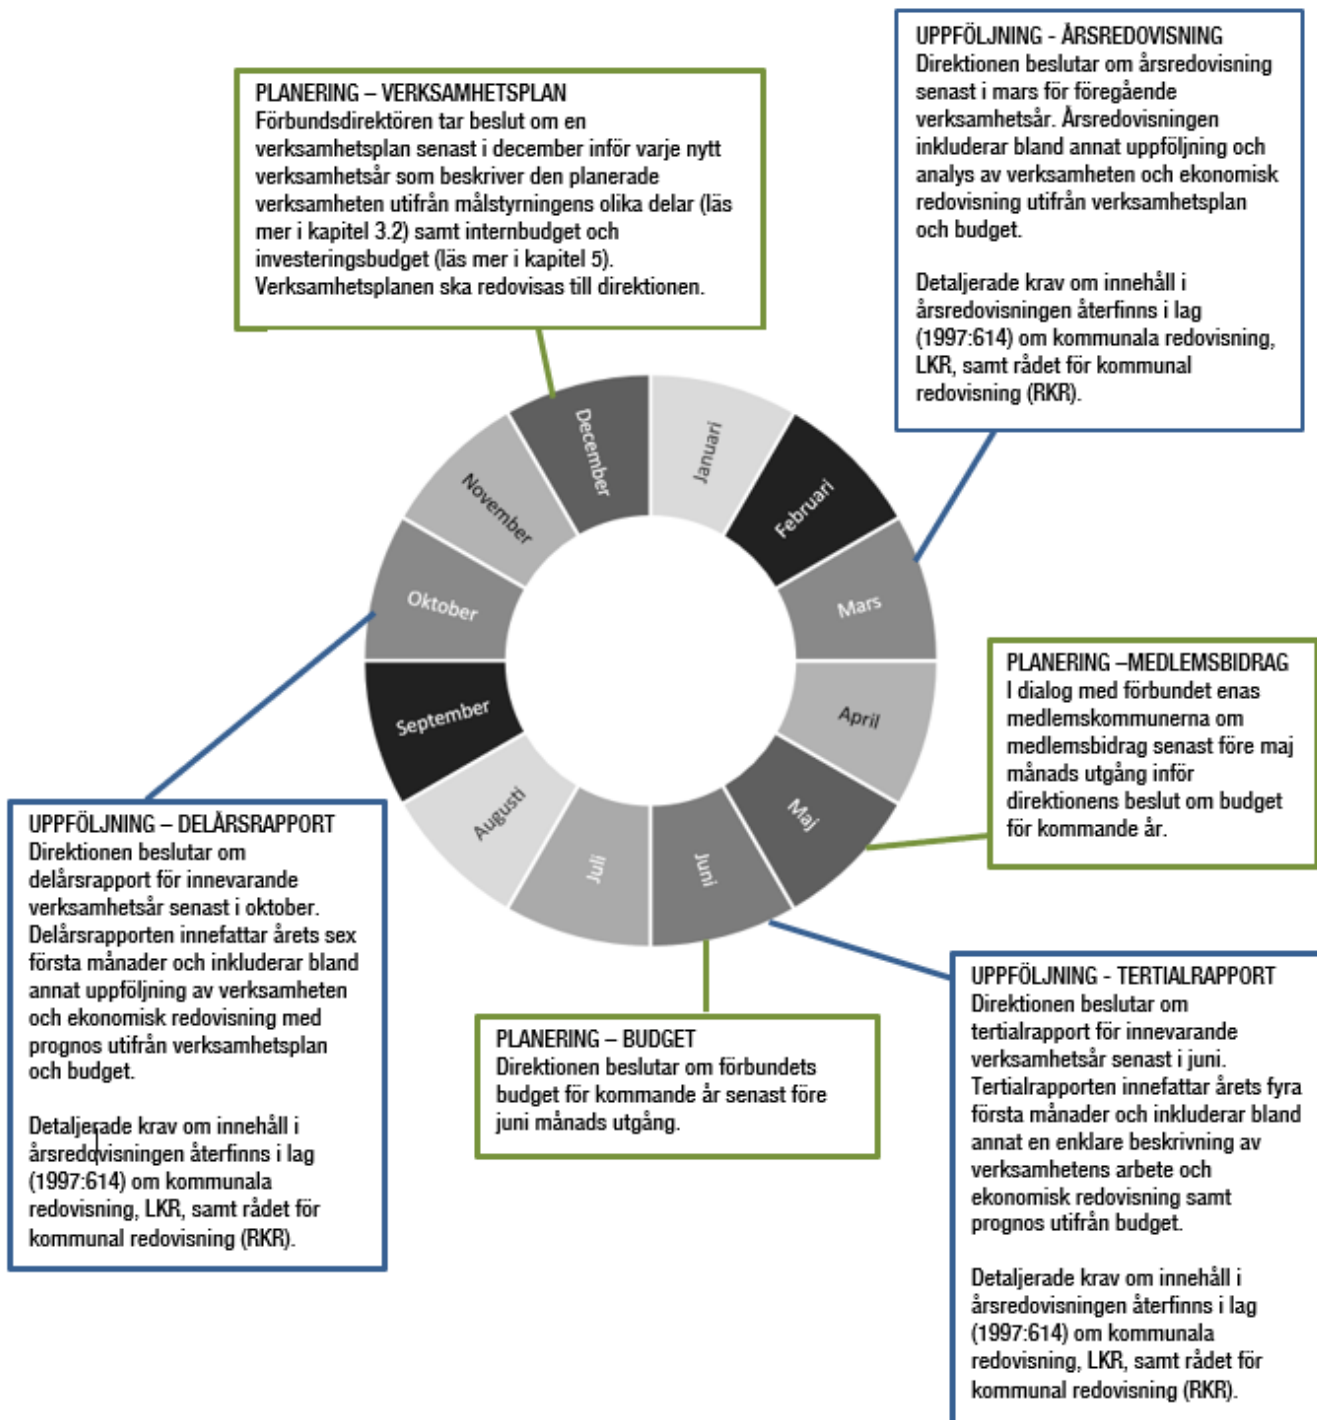 UPPFÖLJNING - ÅRSREDOVISNING
Direktionen beslutar om årsredovisning
senast i mars för föregående
verksamhetsår. Årsredovisningen
inkluderar bland annat uppföljning och
analys av verksamheten och ekonomisk
redovisning utifrån verksamhetsplan
och budget.

Detaljerade krav om innehåll i
årsredovisningen återfinns i lag
(1997:614) om kommunala redovisning,
LKR, samt rådet för kommunal
redovisning (RKR).

PLANERING – VERKSAMHETSPLAN
Förbundsdirektören tar beslut om en
verksamhetsplan senast i december inför varje nytt
verksamhetsår som beskriver den planerade
verksamheten utifrån målstyrningens olika delar (läs
mer i kapitel 3.2) samt internbudget och
investeringsbudget (läs mer i kapitel 5).
Verksamhetsplanen ska redovisas till direktionen.

Januari
Februari
Mars
April
Maj
Juni
Juli
Augusti
September
Oktober
November
December

PLANERING –MEDLEMSBIDRAG
I dialog med förbundet enas
medlemskommunerna om
medlemsbidrag senast före maj
månads utgång inför
direktionens beslut om budget
för kommande år.

UPPFÖLJNING – DELÅRSRAPPORT
Direktionen beslutar om
delårsrapport för innevarande
verksamhetsår senast i oktober.
Delårsrapporten innefattar årets sex
första månader och inkluderar bland
annat uppföljning av verksamheten
och ekonomisk redovisning med
prognos utifrån verksamhetsplan
och budget.

Detaljerade krav om innehåll i
årsredovisningen återfinns i lag
(1997:614) om kommunala
redovisning, LKR, samt rådet för
kommunal redovisning (RKR).

PLANERING – BUDGET
Direktionen beslutar om förbundets
budget för kommande år senast före
juni månads utgång.

UPPFÖLJNING - TERTIALRAPPORT
Direktionen beslutar om
tertialrapport för innevarande
verksamhetsår senast i juni.
Tertialrapporten innefattar årets fyra
första månader och inkluderar bland
annat en enklare beskrivning av
verksamhetens arbete och
ekonomisk redovisning samt
prognos utifrån budget.

Detaljerade krav om innehåll i
årsredovisningen återfinns i lag
(1997:614) om kommunala
redovisning, LKR, samt rådet för
kommunal redovisning (RKR).